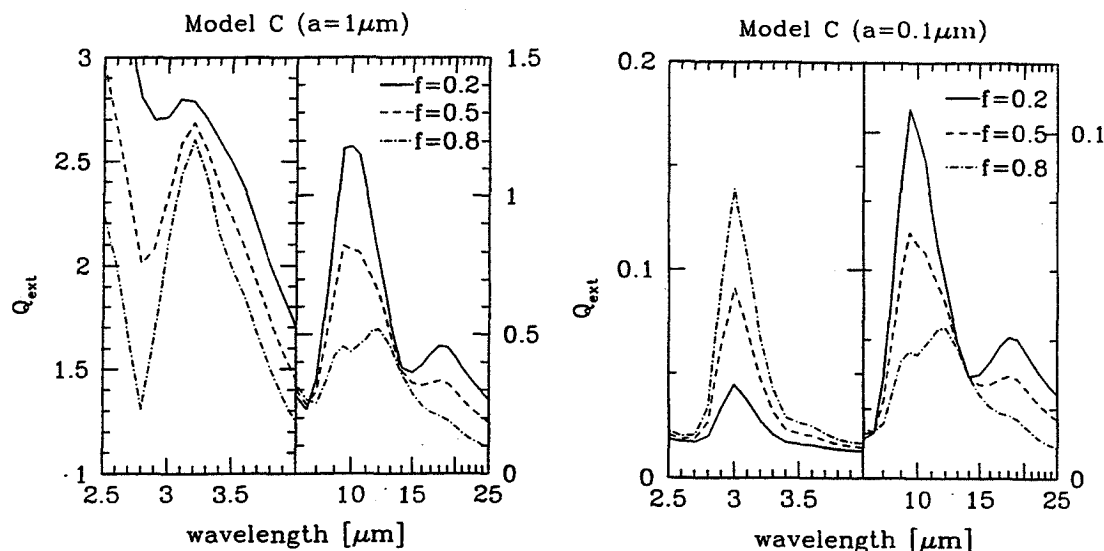 Model C (a=1μm)
3
2.5
2
1.5
1
Q_ext
f=0.2
f=0.5
f=0.8
1.5
1
0.5
0
2.5 3 3.5 10 15 25
wavelength [μm]
Model C (a=0.1μm)
0.2
0.1
0
Q_ext
f=0.2
f=0.5
f=0.8
0.1
0
2.5 3 3.5 10 15 25
wavelength [μm]